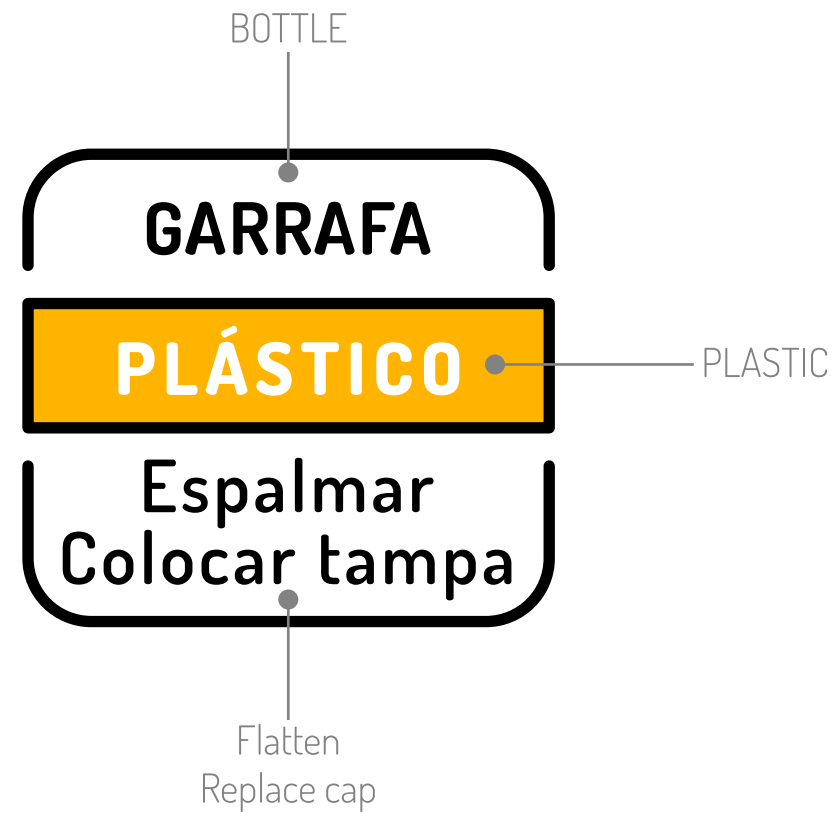 BOTTLE
GARRAFA
PLÁSTICO
PLASTIC
Espalmar
Colocar tampa
Flatten
Replace cap